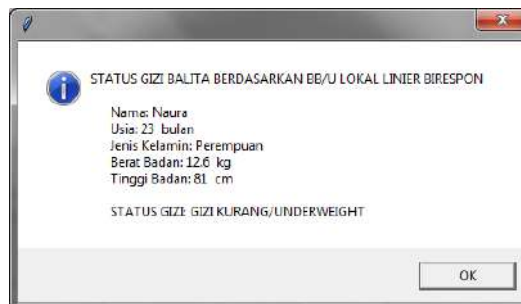 STATUS GIZI BALITA BERDASARKAN BB/U LOKAL LINIER BIRESPON
Nama: Naura
Usia: 23 bulan
Jenis Kelamin: Perempuan
Berat Badan: 12.6 kg
Tinggi Badan: 81 cm
STATUS GIZI: GIZI KURANG/UNDERWEIGHT
OK